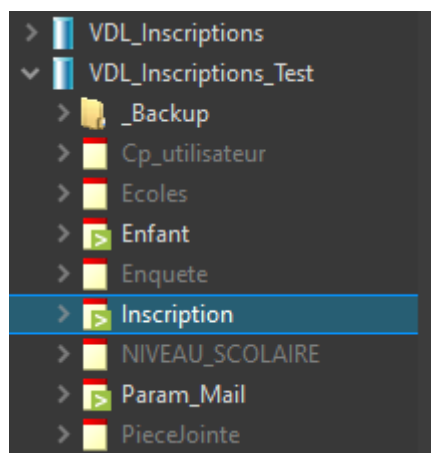 VDL_Inscriptions
VDL_Inscriptions_Test
_Backup
Cp_utilisateur
Ecoles
Enfant
Enquete
Inscription
NIVEAU_SCOLAIRE
Param_Mail
PieceJointe